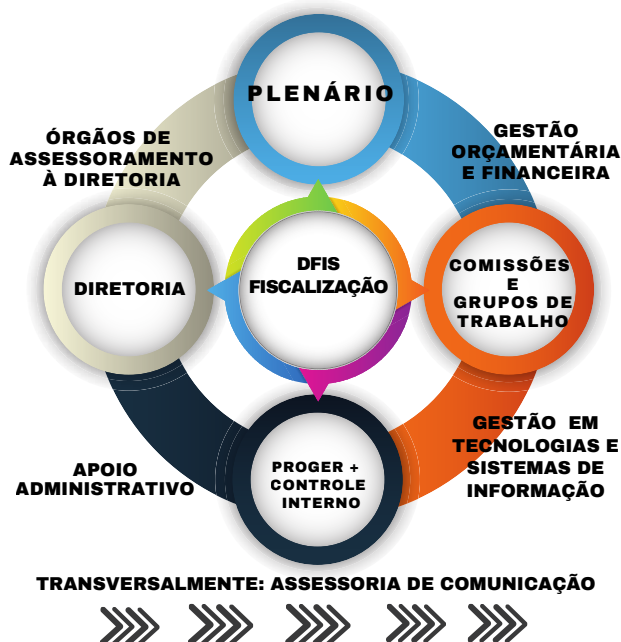 PLENÁRIO
ÓRGÃOS DE
ASSESSORAMENTO
À DIRETORIA
GESTÃO
ORÇAMENTÁRIA
E FINANCEIRA
DIRETORIA
DFIS
FISCALIZAÇÃO
COMISSÕES
E
GRUPOS DE
TRABALHO
APOIO
ADMINISTRATIVO
PROGER +
CONTROLE
INTERNO
GESTÃO EM
TECNOLOGIAS E
SISTEMAS DE
INFORMAÇÃO
TRANSVERSALMENTE: ASSESSORIA DE COMUNICAÇÃO